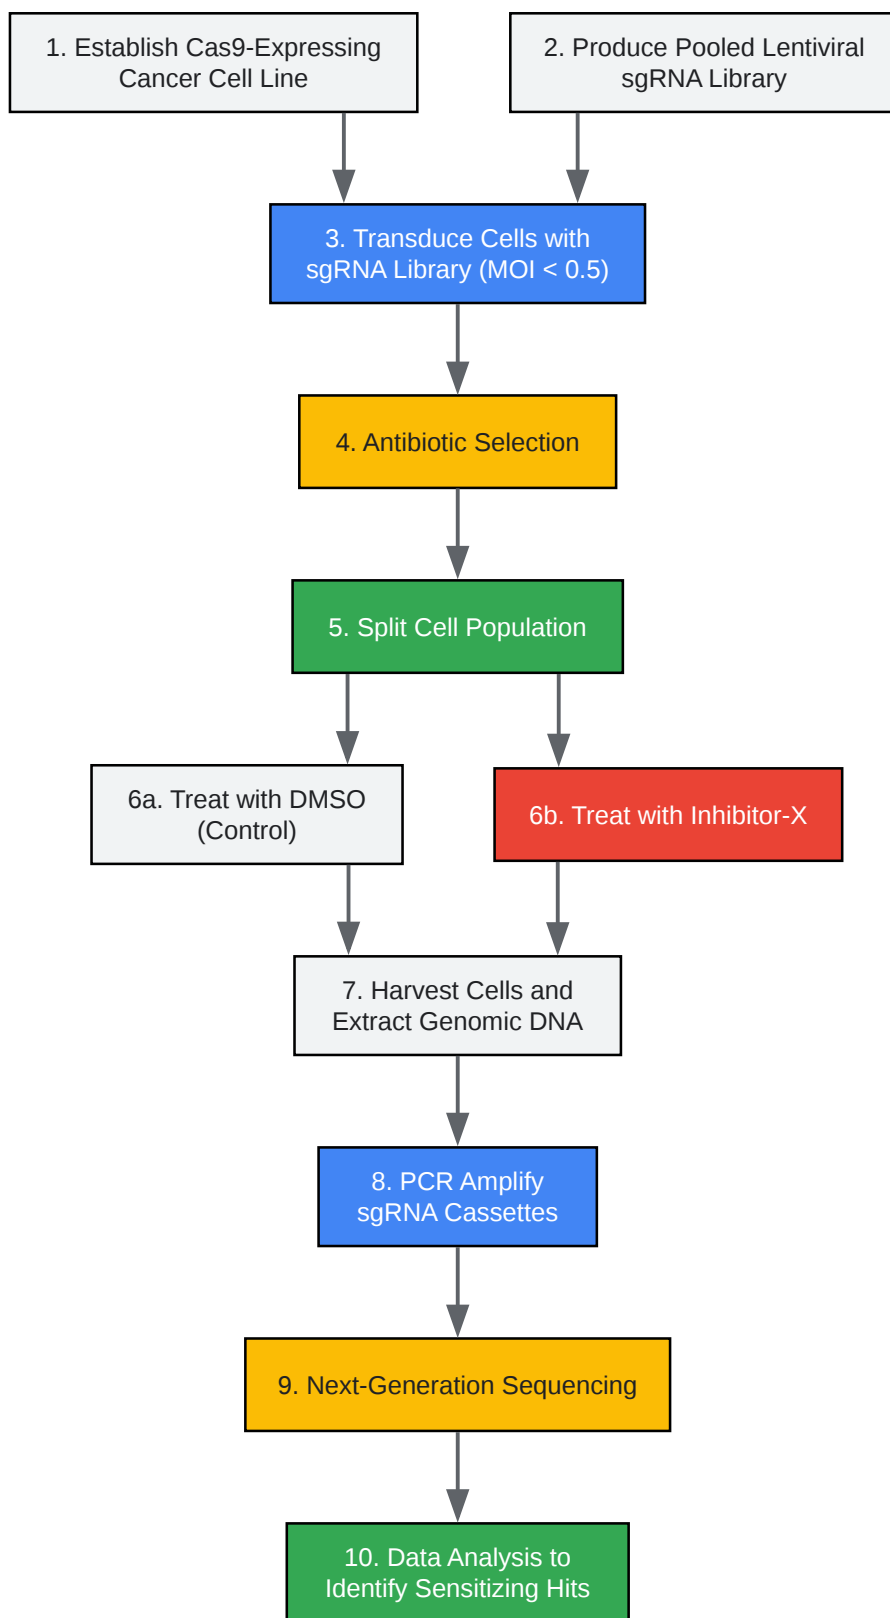 1. Establish Cas9-Expressing
Cancer Cell Line
2. Produce Pooled Lentiviral
sgRNA Library
3. Transduce Cells with
sgRNA Library (MOI < 0.5)
4. Antibiotic Selection
5. Split Cell Population
6a. Treat with DMSO
(Control)
6b. Treat with Inhibitor-X
7. Harvest Cells and
Extract Genomic DNA
8. PCR Amplify
sgRNA Cassettes
9. Next-Generation Sequencing
10. Data Analysis to
Identify Sensitizing Hits